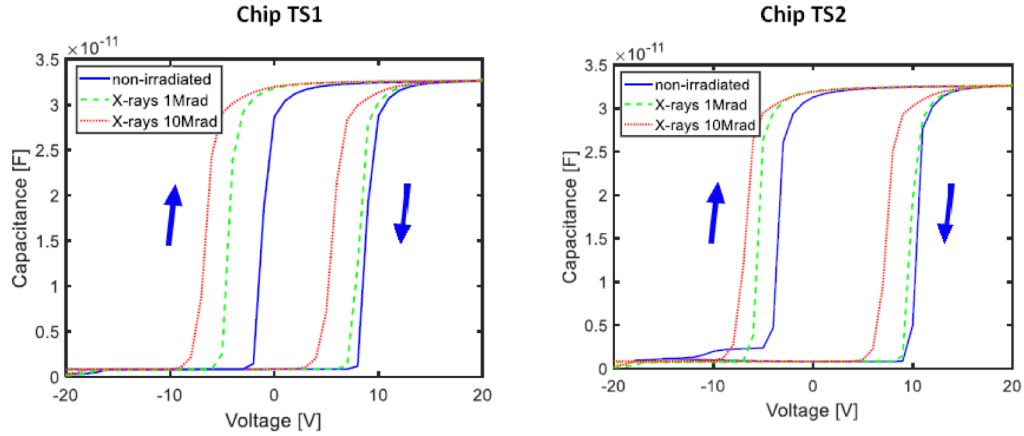 Chip TS1
×10⁻¹¹
3.5
3
2.5
2
1.5
1
0.5
0
Capacitance [F]
non-irradiated
X-rays 1Mrad
X-rays 10Mrad
-20 -10 0 10 20
Voltage [V]
Chip TS2
×10⁻¹¹
3.5
3
2.5
2
1.5
1
0.5
0
Capacitance [F]
non-irradiated
X-rays 1Mrad
X-rays 10Mrad
-20 -10 0 10 20
Voltage [V]